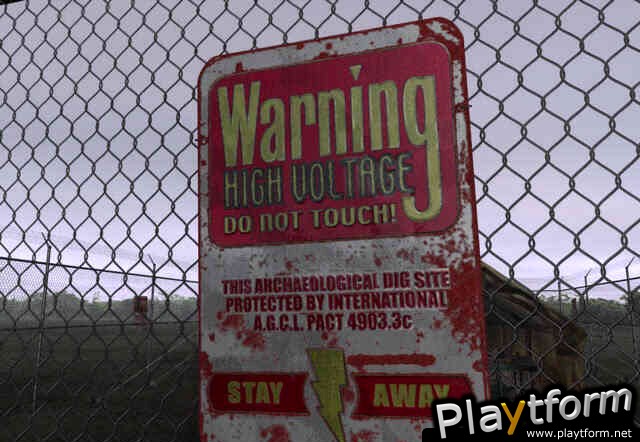 Warning
HIGH VOLTAGE
DO NOT TOUCH!
THIS ARCHAEOLOGICAL DIG SITE
PROTECTED BY INTERNATIONAL
A.G.C.L. PACT 4903.3c
STAY AWAY
Playtform
www.playtform.net